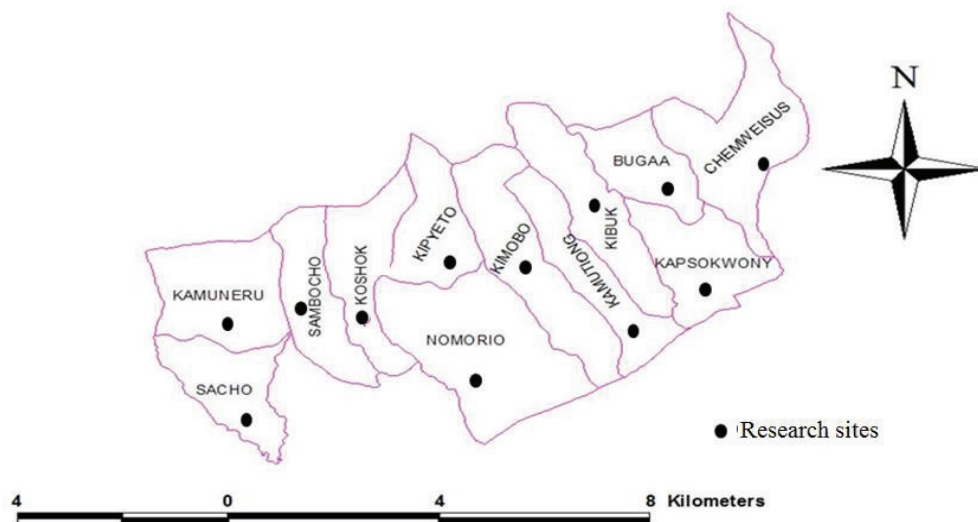 N
CHEMWEISUS
BUGAA
KIBUK
KIPYETO
KIMOBO
KAMUTIONG
KAPSOKWONY
KOSHOK
SAMBOCHO
KAMUNERU
NOMORIO
SACHO
Research sites
4 0 4 8 Kilometers